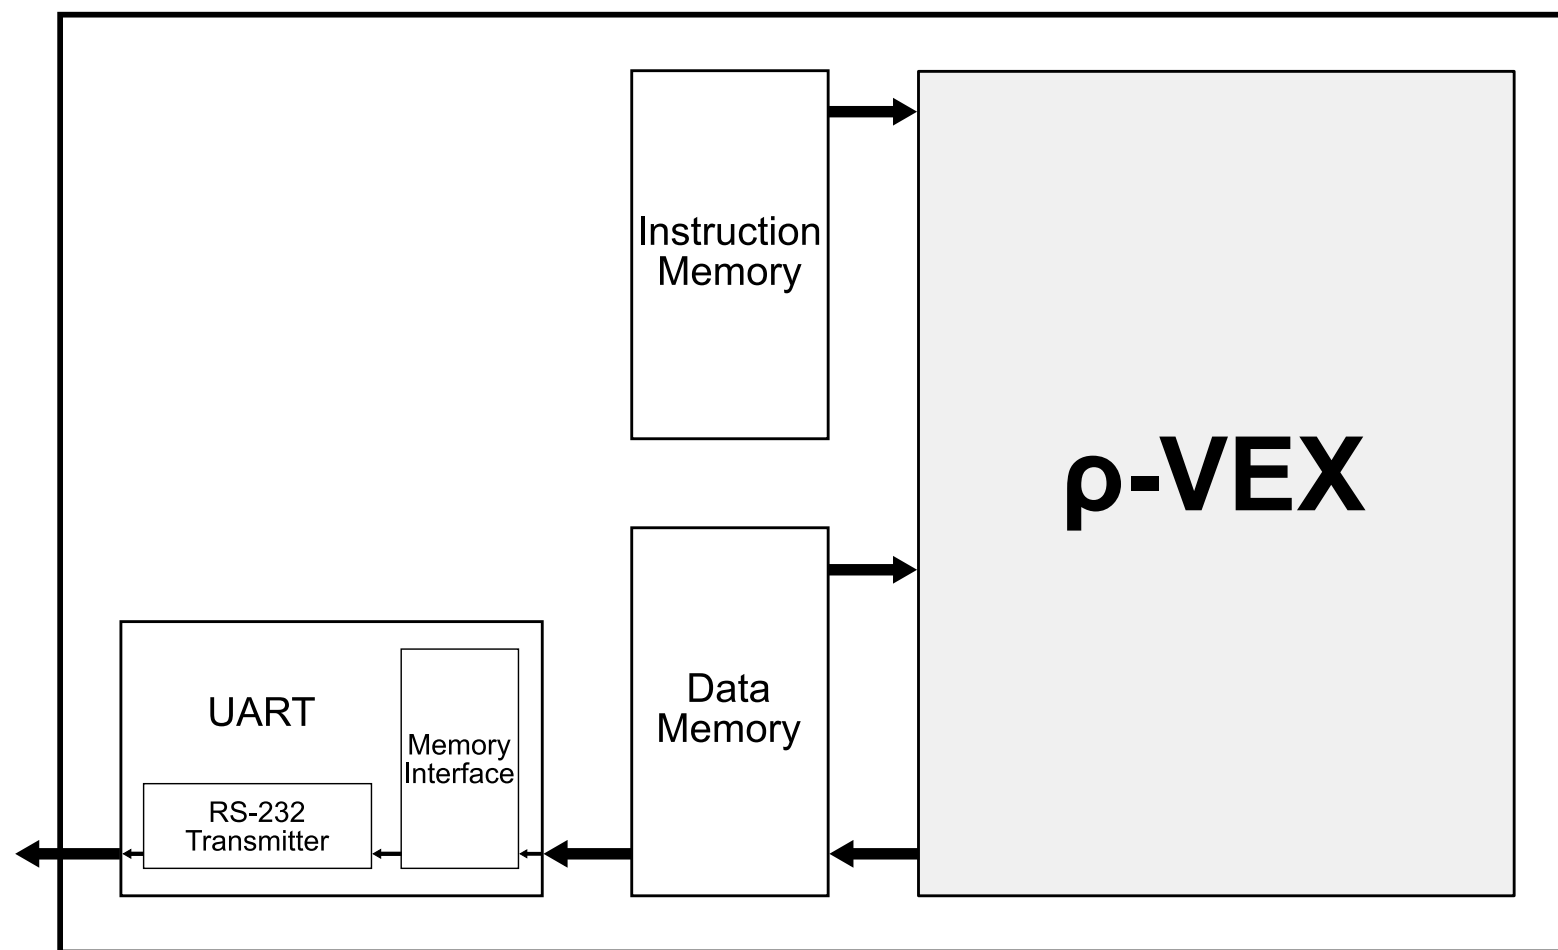 Instruction
Memory
ρ-VEX
Data
Memory
UART
Memory
Interface
RS-232
Transmitter